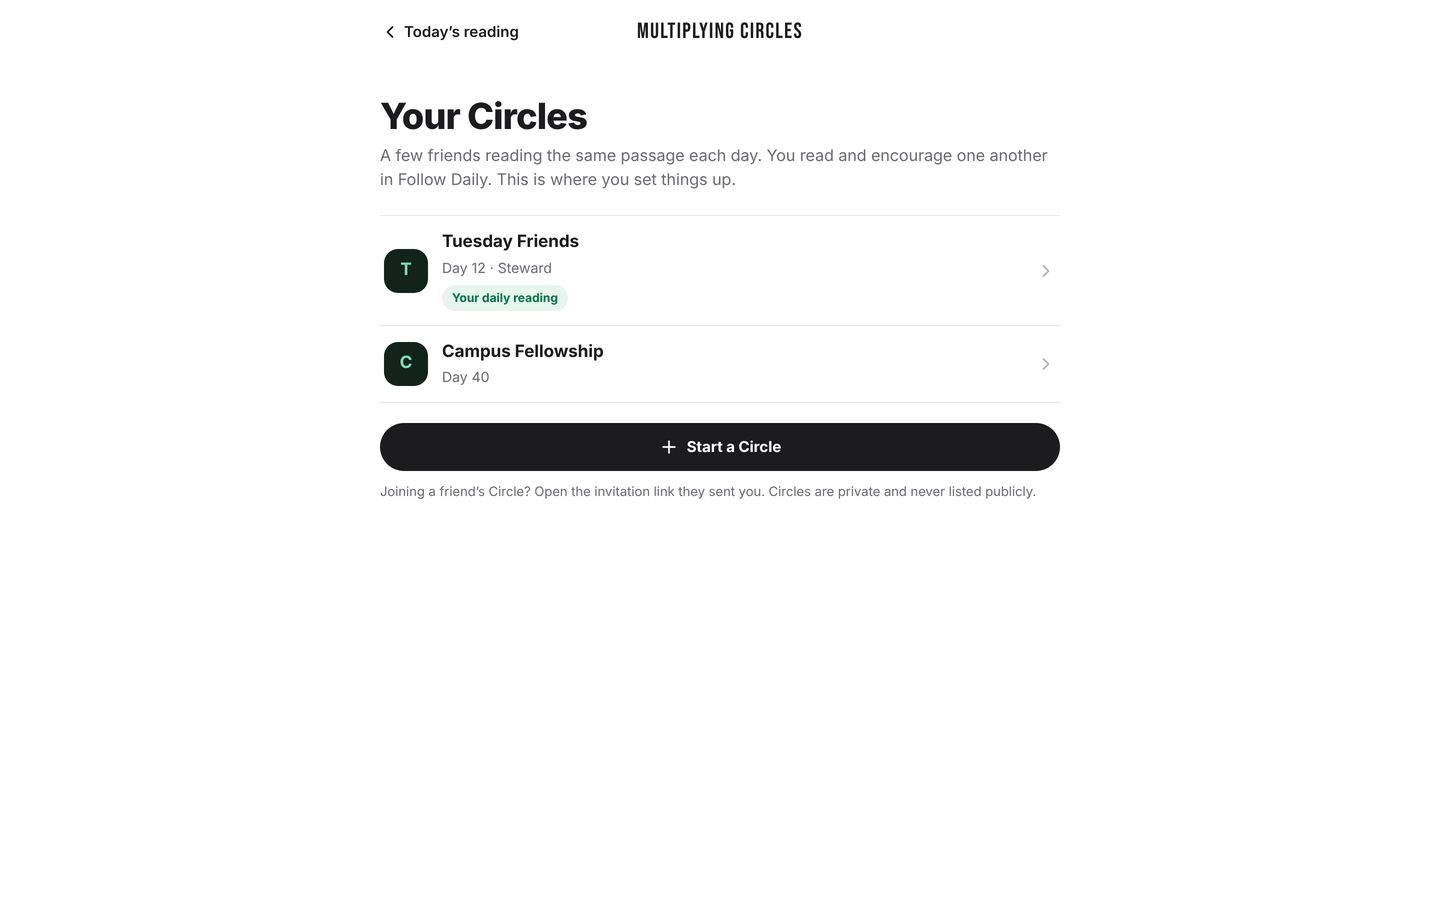 Today’s reading
MULTIPLYING CIRCLES
Your Circles
A few friends reading the same passage each day. You read and encourage one another
in Follow Daily. This is where you set things up.
T
Tuesday Friends
Day 12 · Steward
Your daily reading
C
Campus Fellowship
Day 40
Start a Circle
Joining a friend’s Circle? Open the invitation link they sent you. Circles are private and never listed publicly.